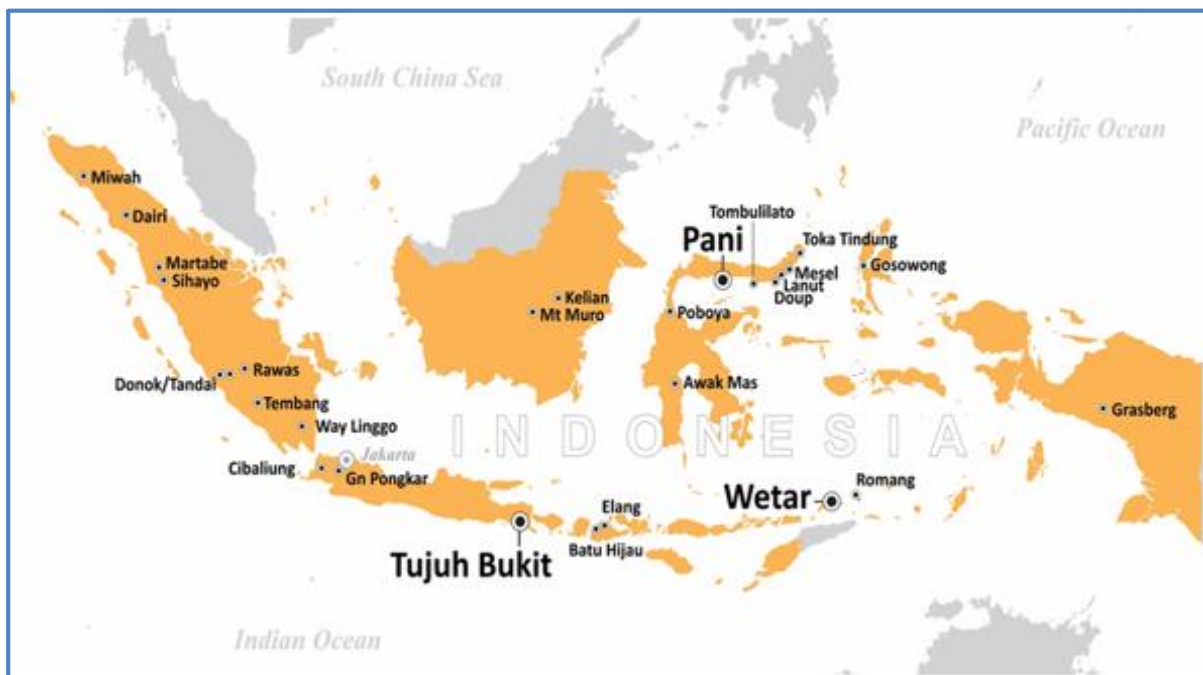 South China Sea
Pacific Ocean
Miwah
Dairi
Martabe
Sihayo
Tombulilato
Pani
Toka Tindung
Mesel
Gosowong
Lanut
Doup
Kelian
Mt Muro
Poboya
Donok/Tandai
Rawas
Awak Mas
Tembang
Grasberg
Way Linggo
INDONESIA
Jakarta
Cibaliung
Gn Pongkar
Romang
Wetar
Elang
Batu Hijau
Tujuh Bukit
Indian Ocean